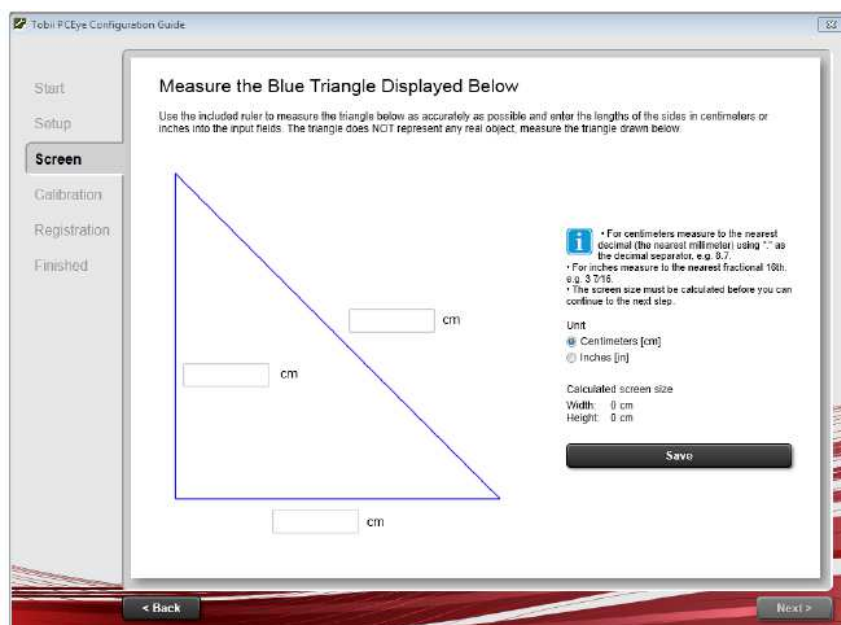 Tobii PCEye Configuration Guide
Start
Setup
Screen
Calibration
Registration
Finished
Measure the Blue Triangle Displayed Below
Use the included ruler to measure the triangle below as accurately as possible and enter the lengths of the sides in centimeters or
inches into the input fields. The triangle does NOT represent any real object, measure the triangle drawn below.
cm
cm
cm
• For centimeters measure to the nearest
decimal (the nearest millimeter) using "." as
the decimal separator, e.g. 8.7.
• For inches measure to the nearest fractional 16th,
e.g. 3 7/16.
• The screen size must be calculated before you can
continue to the next step.
Unit
Centimeters [cm]
Inches [in]
Calculated screen size
Width: 0 cm
Height: 0 cm
Save
< Back
Next >